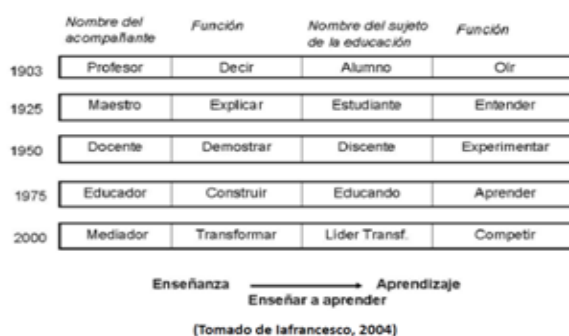 Nombre del acompañante Función Nombre del sujeto de la educación Función
1903 Profesor Decir Alumno Oír
1925 Maestro Explicar Estudiante Entender
1950 Docente Demostrar Discente Experimentar
1975 Educador Construir Educando Aprender
2000 Mediador Transformar Líder Transf. Competir
Enseñanza Aprendizaje
Enseñar a aprender
(Tomado de Iafrancesco, 2004)